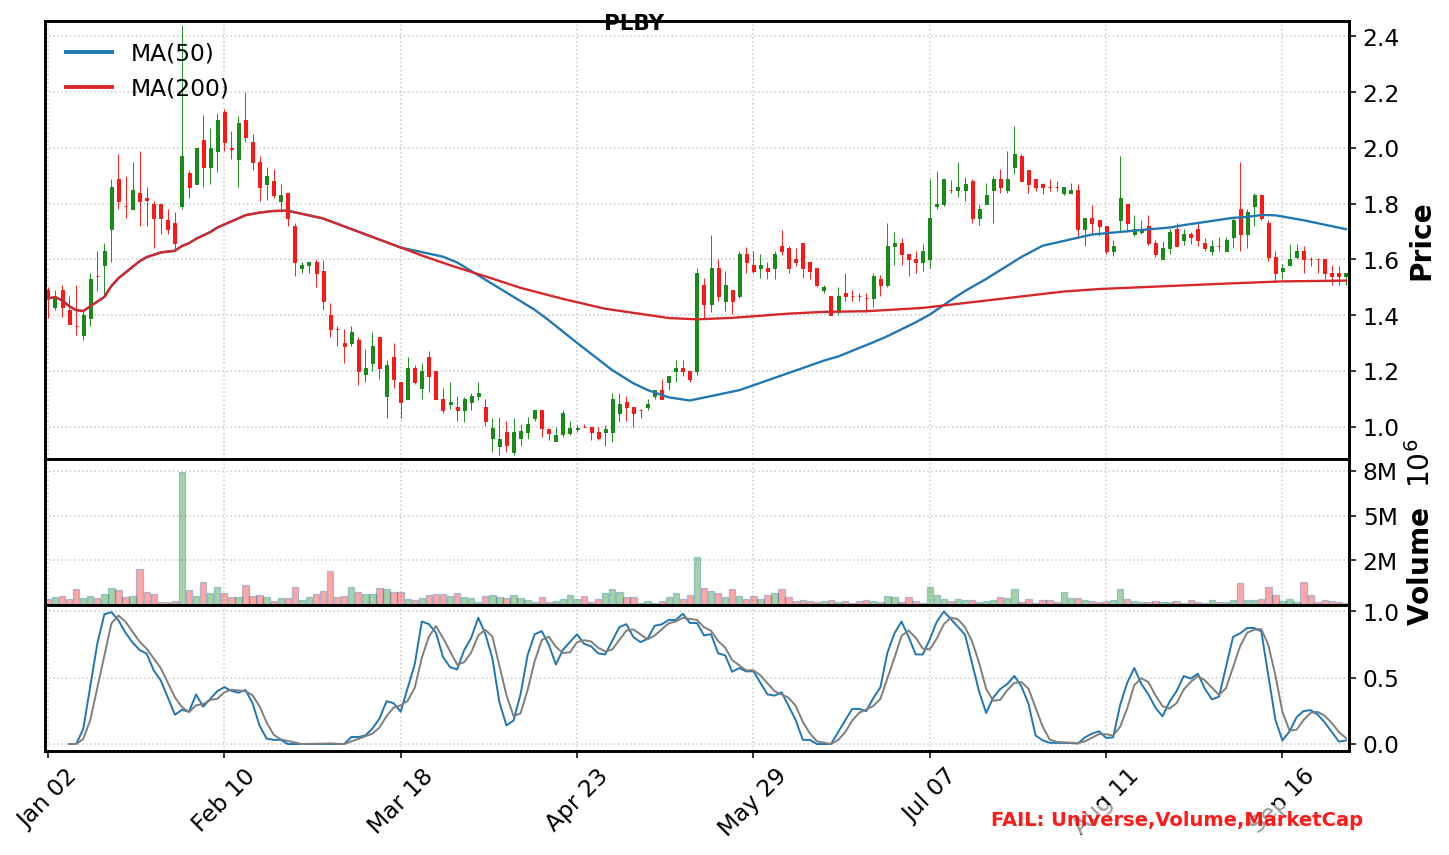 PLBY
MA(50)
MA(200)
2.4
2.2
2.0
1.8
1.6
1.4
1.2
1.0
Price
8M
5M
2M
Volume 10⁶
1.0
0.5
0.0
Jan 02
Feb 10
Mar 18
Apr 23
May 29
Jul 07
Aug 11
Sep 16
FAIL: Universe,Volume,MarketCap